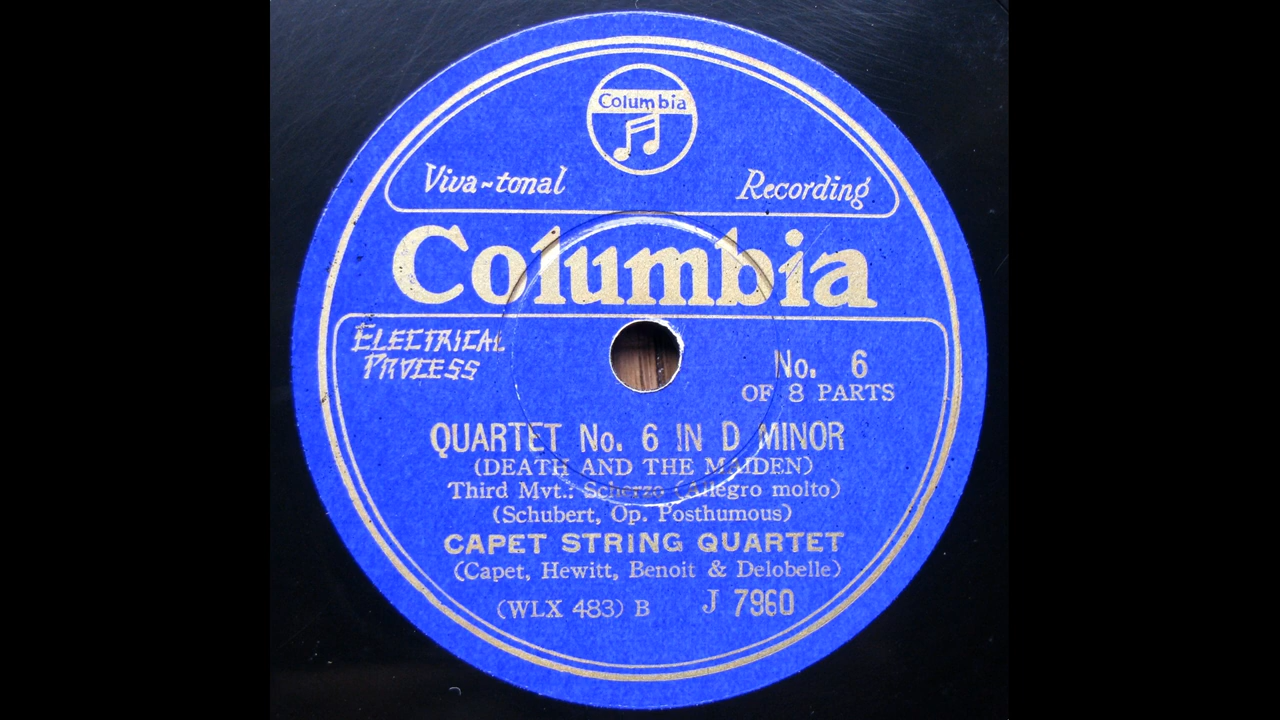 Columbia
Viva-tonal Recording
Columbia
ELECTRICAL
PROCESS
No. 6
OF 8 PARTS
QUARTET No. 6 IN D MINOR
(DEATH AND THE MAIDEN)
Third Mvt.: Scherzo (Allegro molto)
(Schubert, Op. Posthumous)
CAPET STRING QUARTET
(Capet, Hewitt, Benoit & Delobelle)
(WLX 483) B J 7960